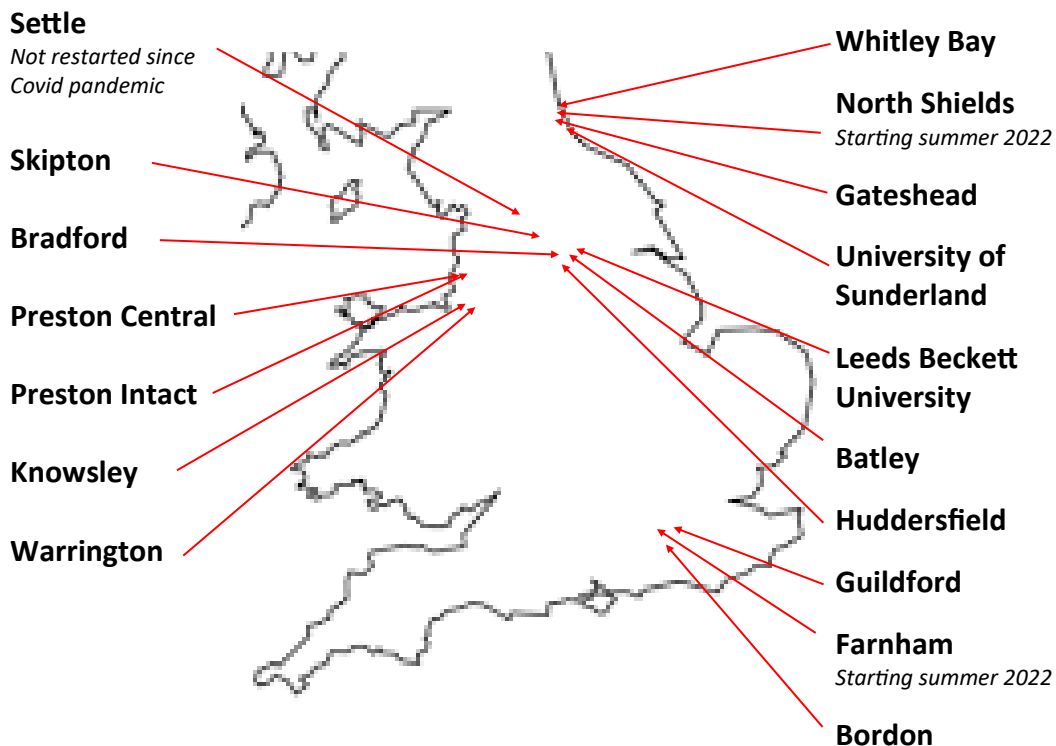 Settle
Not restarted since
Covid pandemic
Skipton
Bradford
Preston Central
Preston Intact
Knowsley
Warrington
Whitley Bay
North Shields
Starting summer 2022
Gateshead
University of
Sunderland
Leeds Beckett
University
Batley
Huddersfield
Guildford
Farnham
Starting summer 2022
Bordon